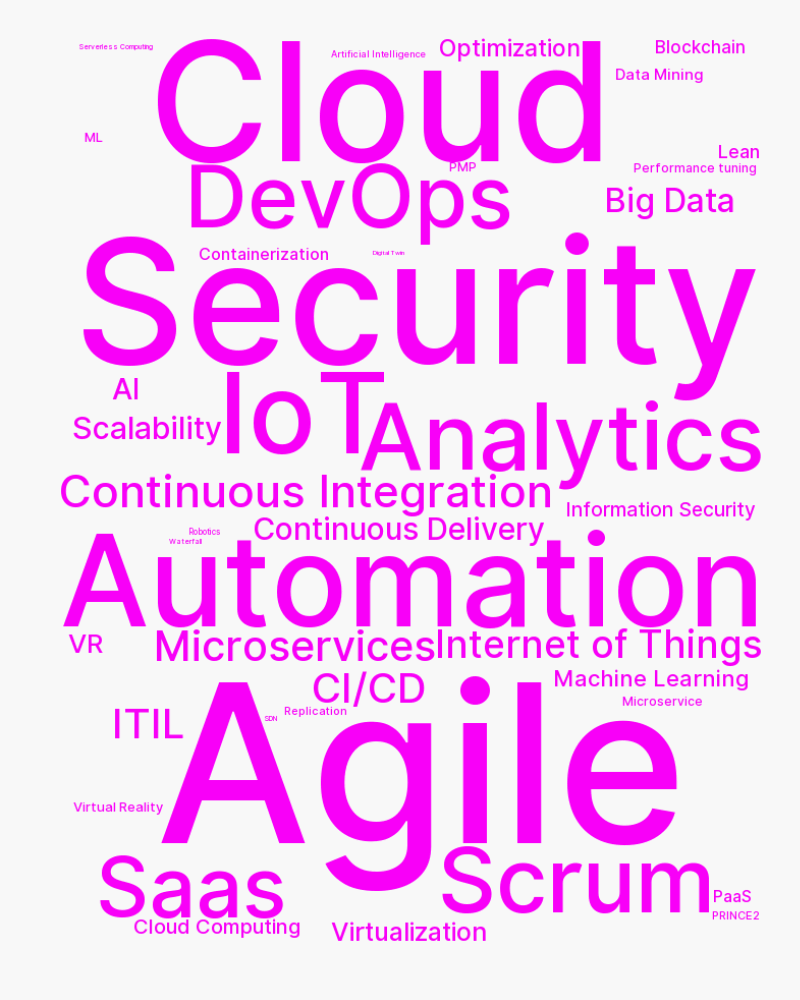 Serverless Computing
Artificial Intelligence
Optimization
Blockchain
Cloud
Data Mining
ML
Lean
PMP
Performance tuning
DevOps
Big Data
Containerization
Digital Twin
Security
AI
IoT
Scalability
Analytics
Continuous Integration
Information Security
Robotics
Continuous Delivery
Waterfall
Automation
VR
Microservices
Internet of Things
CI/CD
Machine Learning
Microservice
ITIL
SDN
Replication
Agile
Virtual Reality
Saas
Scrum
PaaS
PRINCE2
Cloud Computing
Virtualization